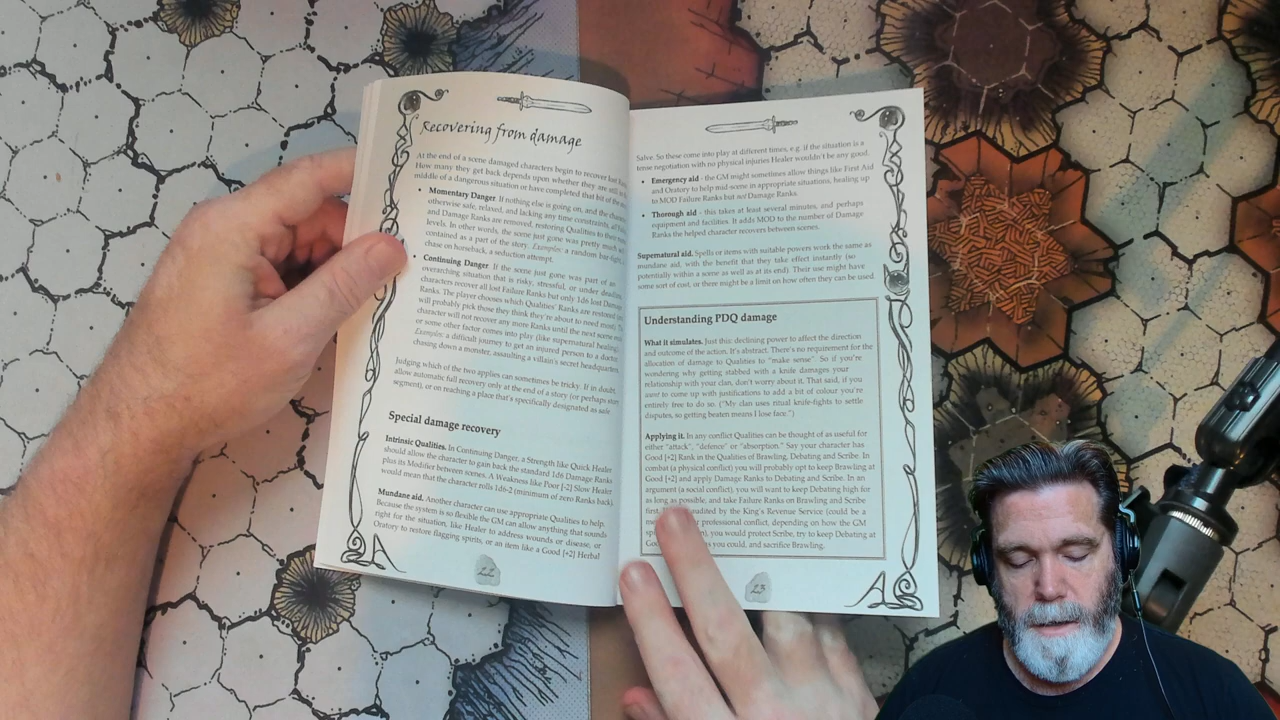 Recovering from damage
At the end of a scene damaged characters begin to recover lost
How many they get back depends upon whether they are still in
middle of a dangerous situation or have completed that bit of the
• Momentary Danger. If nothing else is going on, and the
otherwise safe, relaxed, and lacking any time constraints, all
and Damage Ranks are removed, restoring Qualities to their
levels. In other words, the scene just gone was pretty much
contained as a part of the story. Examples: a random bar-fight, a
chase on horseback, a seduction attempt.
• Continuing Danger. If the scene just gone was part of an
overarching situation that is risky, stressful, or under
characters recover all lost Failure Ranks but only 1d6 lost
Ranks. The player chooses which Qualities' Ranks are restored
will probably pick those they think they're about to need most). The
character will not recover any more Ranks until the next scene
or some other factor comes into play (like supernatural healing).
Example: a difficult journey to get an injured person to a doctor,
chasing down a monster, assaulting a villain's secret headquarters.
Judging which of the two applies can sometimes be tricky. If in doubt,
allow automatic full recovery only at the end of a story (or perhaps story
segment), or on reaching a place that's specifically designated as safe
Special damage recovery
Intrinsic Qualities. In Continuing Danger, a Strength like Quick Healer
should allow the character to gain back the standard 1d6 Damage Ranks
plus its Modifier between scenes. A Weakness like Poor [-2] Slow Healer
would mean that the character rolls 1d6-2 (minimum of zero Ranks back).
Mundane aid. Another character can use appropriate Qualities to help.
Because the system is so flexible the GM can allow anything that sounds
right for the situation, like Healer to address wounds or disease, or
Oratory to restore flagging spirits, or an item like a Good [+2] Herbal
22
Salve. So these come into play at different times, e.g. if the situation is a
tense negotiation with no physical injuries Healer wouldn't be any good.
• Emergency aid - the GM might sometimes allow things like First Aid
and Oratory to help mid-scene in appropriate situations, healing up
to MOD Failure Ranks but not Damage Ranks.
• Thorough aid - this takes at least several minutes, and perhaps
equipment and facilities. It adds MOD to the number of Damage
Ranks the helped character recovers between scenes.
Supernatural aid. Spells or items with suitable powers work the same as
mundane aid, with the benefit that they take effect instantly (so
potentially within a scene as well as at its end). Their use might have
some sort of cost, or there might be a limit on how often they can be used.
Understanding PDQ damage
What it simulates. Just this: declining power to affect the direction
and outcome of the action. It's abstract. There's no requirement for the
allocation of damage to Qualities to "make sense". So if you're
wondering why getting stabbed with a knife damages your
relationship with your clan, don't worry about it. That said, if you
want to come up with justifications to add a bit of colour you're
entirely free to do so. ("My clan uses ritual knife-fights to settle
disputes, so getting beaten means I lose face.")
Applying it. In any conflict Qualities can be thought of as useful for
either "attack", "defence" or "absorption." Say your character has
Good [+2] Rank in the Qualities of Brawling, Debating and Scribe. In
combat (a physical conflict) you will probably opt to keep Brawling at
Good [+2] and apply Damage Ranks to Debating and Scribe. In an
argument (a social conflict), you will want to keep Debating high for
as long as possible, and take Failure Ranks on Brawling and Scribe
first. audited by the King's Revenue Service (could be a
or professional conflict, depending on how the GM
you would protect Scribe, try to keep Debating at
as you could, and sacrifice Brawling.
23